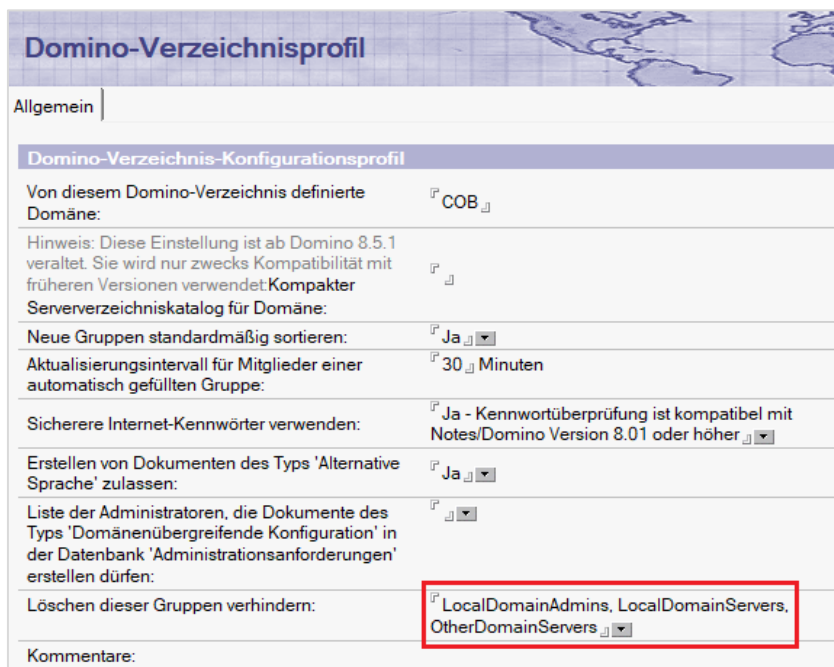 Domino-Verzeichnisprofil
Allgemein
Domino-Verzeichnis-Konfigurationsprofil
Von diesem Domino-Verzeichnis definierte
Domäne:
COB
Hinweis: Diese Einstellung ist ab Domino 8.5.1
veraltet. Sie wird nur zwecks Kompatibilität mit
früheren Versionen verwendet:Kompakter
Serververzeichniskatalog für Domäne:
Neue Gruppen standardmäßig sortieren:
Ja
Aktualisierungsintervall für Mitglieder einer
automatisch gefüllten Gruppe:
30 Minuten
Sicherere Internet-Kennwörter verwenden:
Ja - Kennwortüberprüfung ist kompatibel mit
Notes/Domino Version 8.01 oder höher
Erstellen von Dokumenten des Typs 'Alternative
Sprache' zulassen:
Ja
Liste der Administratoren, die Dokumente des
Typs 'Domänenübergreifende Konfiguration' in
der Datenbank 'Administrationsanforderungen'
erstellen dürfen:
Löschen dieser Gruppen verhindern:
LocalDomainAdmins, LocalDomainServers,
OtherDomainServers
Kommentare: